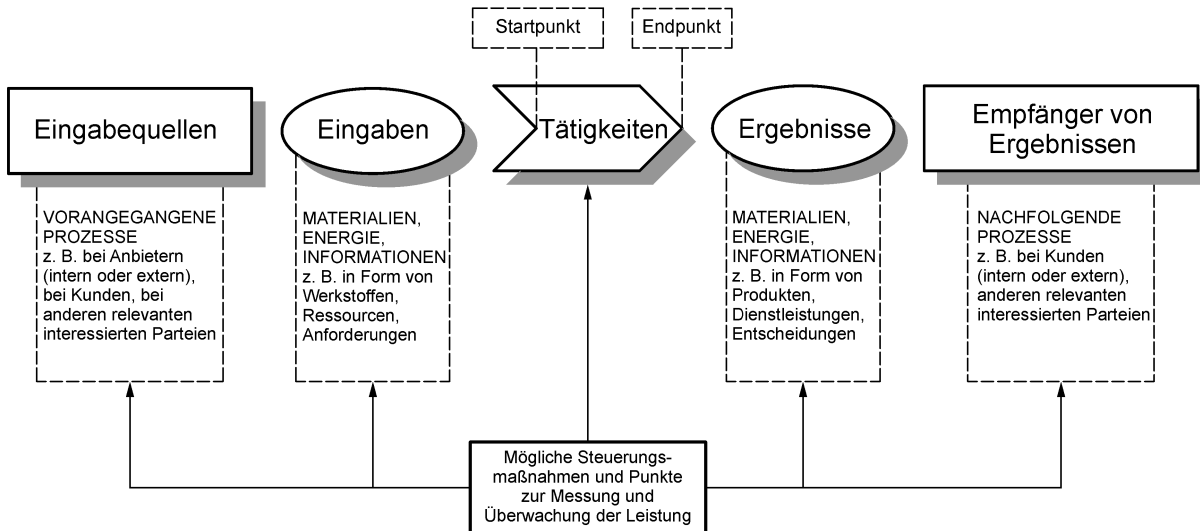 Startpunkt
Endpunkt
Eingabequellen
Eingaben
Tätigkeiten
Ergebnisse
Empfänger von
Ergebnissen
VORANGEGANGENE
PROZESSE
z. B. bei Anbietern
(intern oder extern),
bei Kunden, bei
anderen relevanten
interessierten Parteien
MATERIALIEN,
ENERGIE,
INFORMATIONEN
z. B. in Form von
Werkstoffen,
Ressourcen,
Anforderungen
MATERIALIEN,
ENERGIE,
INFORMATIONEN
z. B. in Form von
Produkten,
Dienstleistungen,
Entscheidungen
NACHFOLGENDE
PROZESSE
z. B. bei Kunden
(intern oder extern),
anderen relevanten
interessierten Parteien
Mögliche Steuerungs-
maßnahmen und Punkte
zur Messung und
Überwachung der Leistung